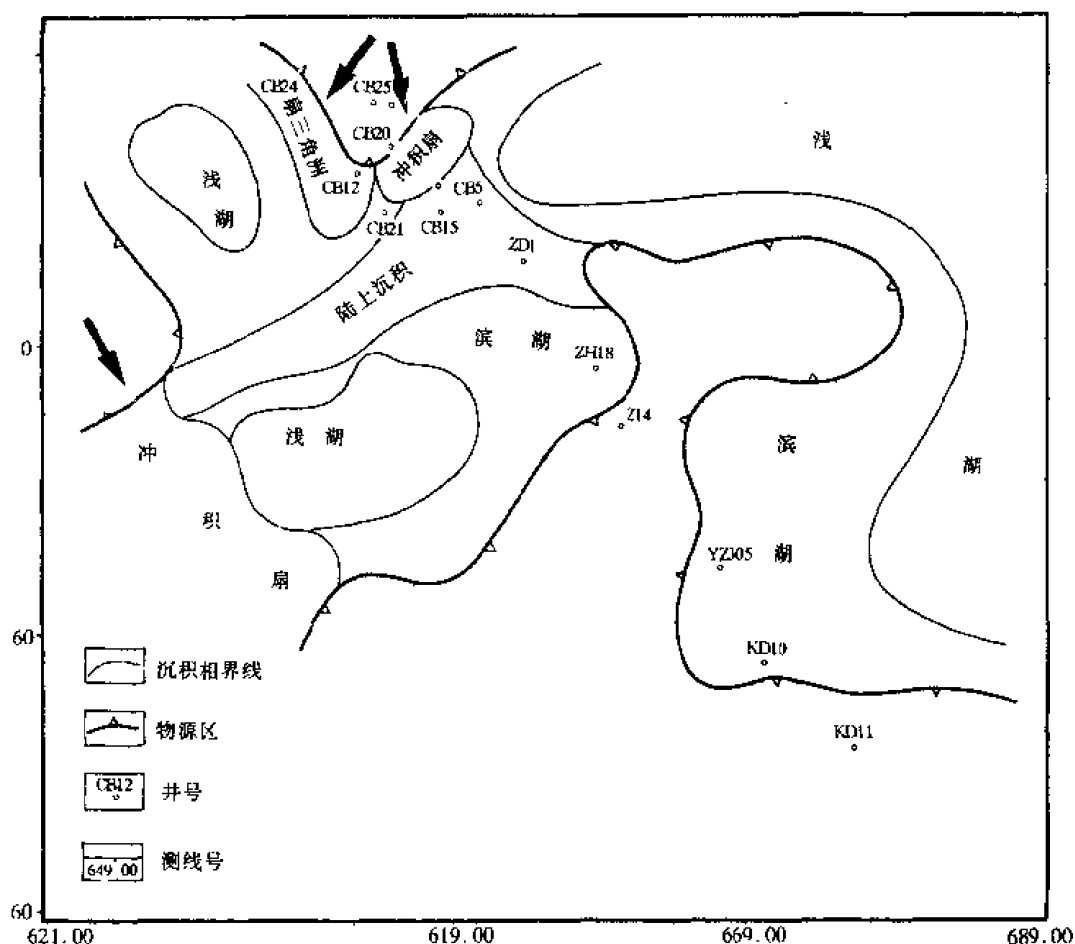 CB24
CB25
扇三角洲
CB20
冲积扇
浅
浅湖
CB12
CB5
CB21
CB15
ZD1
陆上沉积
0
滨湖
ZH18
Z14
浅湖
滨
冲
湖
积
YZJ05
湖
扇
60
KD10
沉积相界线
物源区
KD11
CB12
井号
测线号
649 00
60
621.00
619.00
669.00
689.00